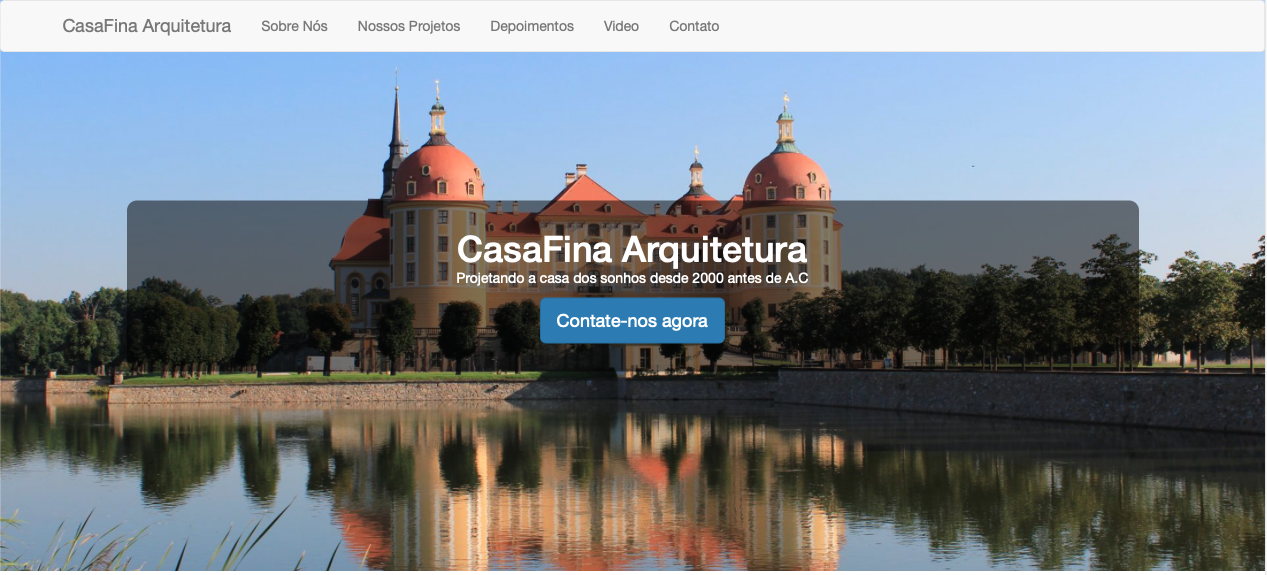 CasaFina Arquitetura Sobre Nós Nossos Projetos Depoimentos Video Contato
CasaFina Arquitetura
Projetando a casa dos sonhos desde 2000 antes de A.C
Contate-nos agora